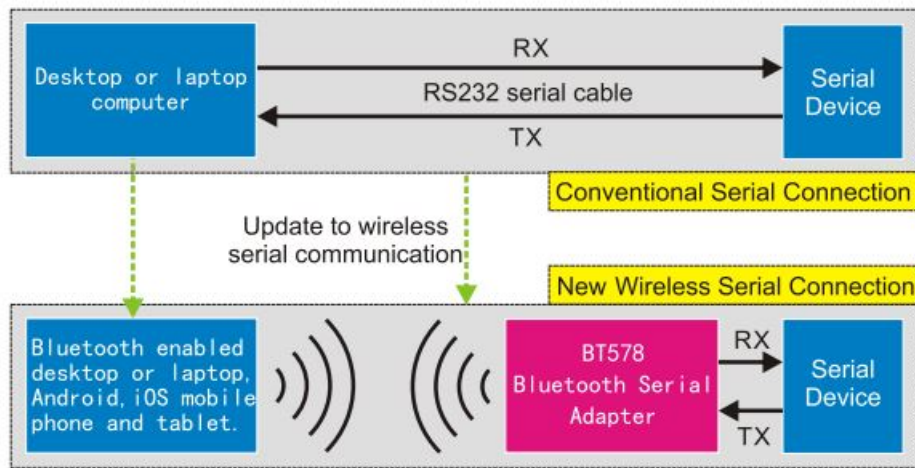 RX
Desktop or laptop
computer
RS232 serial cable
Serial
Device
TX
Conventional Serial Connection
Update to wireless
serial communication
New Wireless Serial Connection
Bluetooth enabled
desktop or laptop,
Android,iOS mobile
phone and tablet.
BT578
Bluetooth Serial
Adapter
RX
TX
Serial
Device